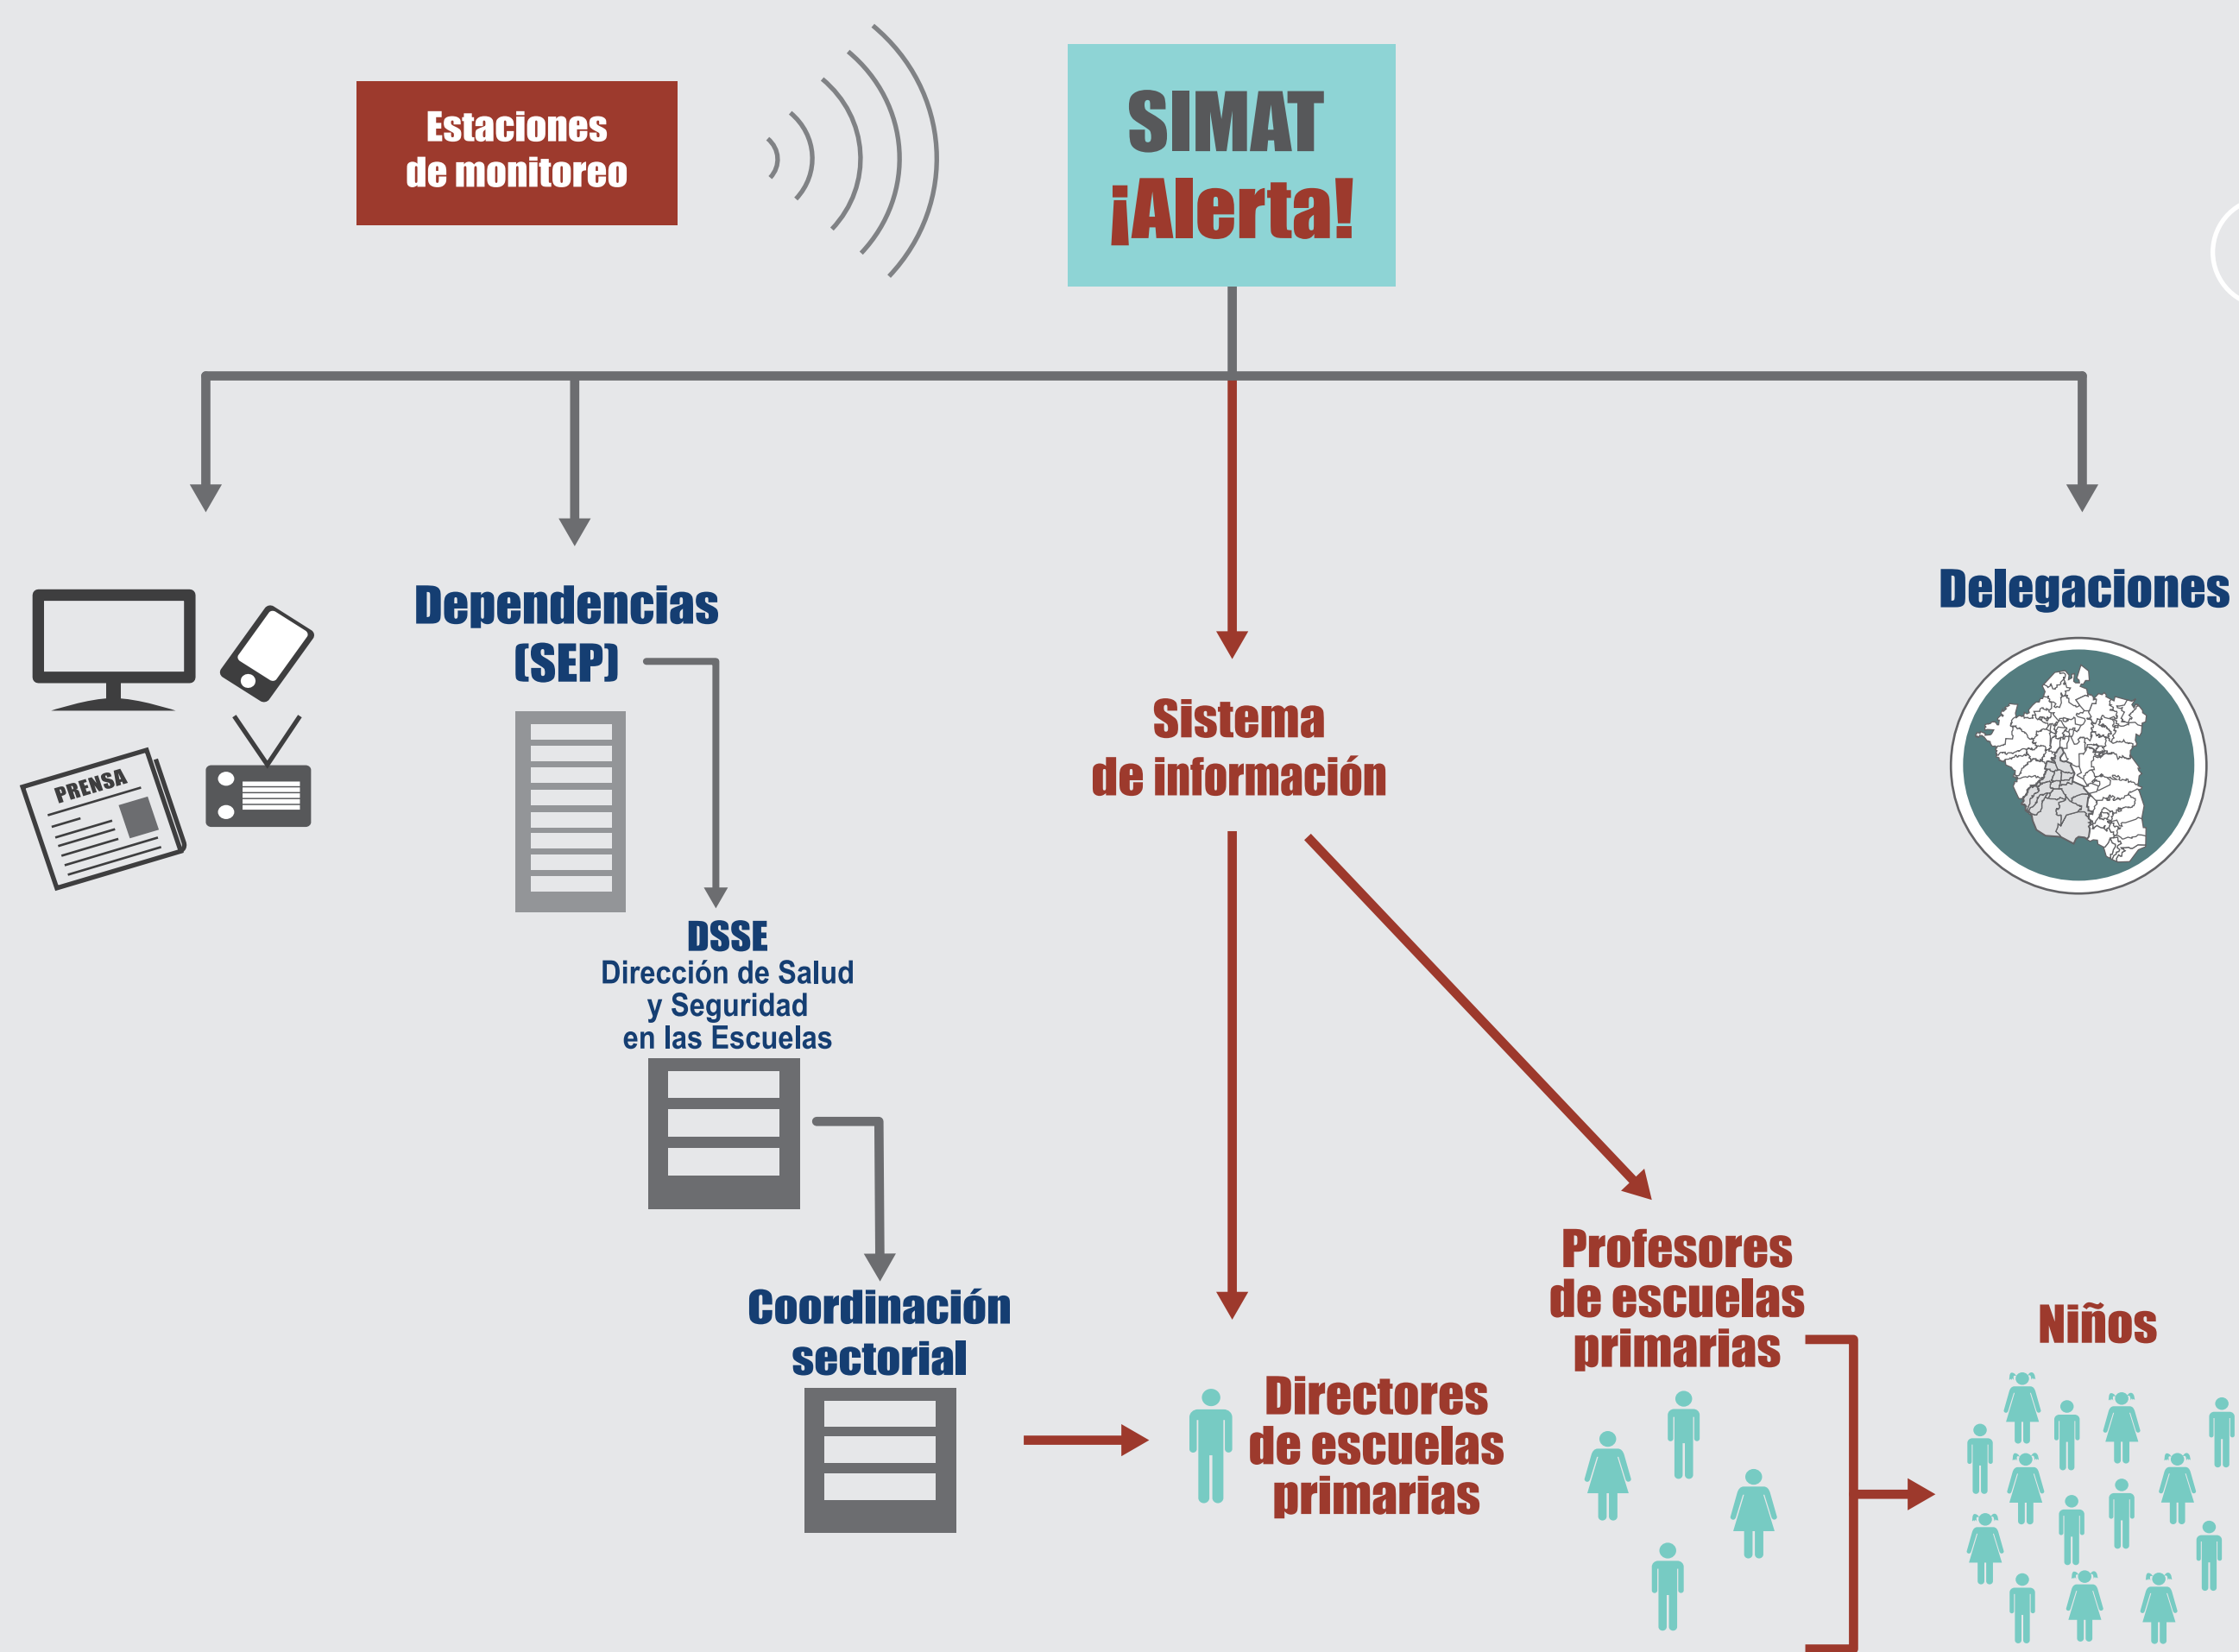 Estaciones
de monitoreo
SIMAT
¡Alerta!
Dependencias
(SEP)
Delegaciones
PRENSA
Sistema
de información
DSSE
Dirección de Salud
y Seguridad
en las Escuelas
Coordinación
sectorial
Directores
de escuelas
primarias
Profesores
de escuelas
primarias
Niños